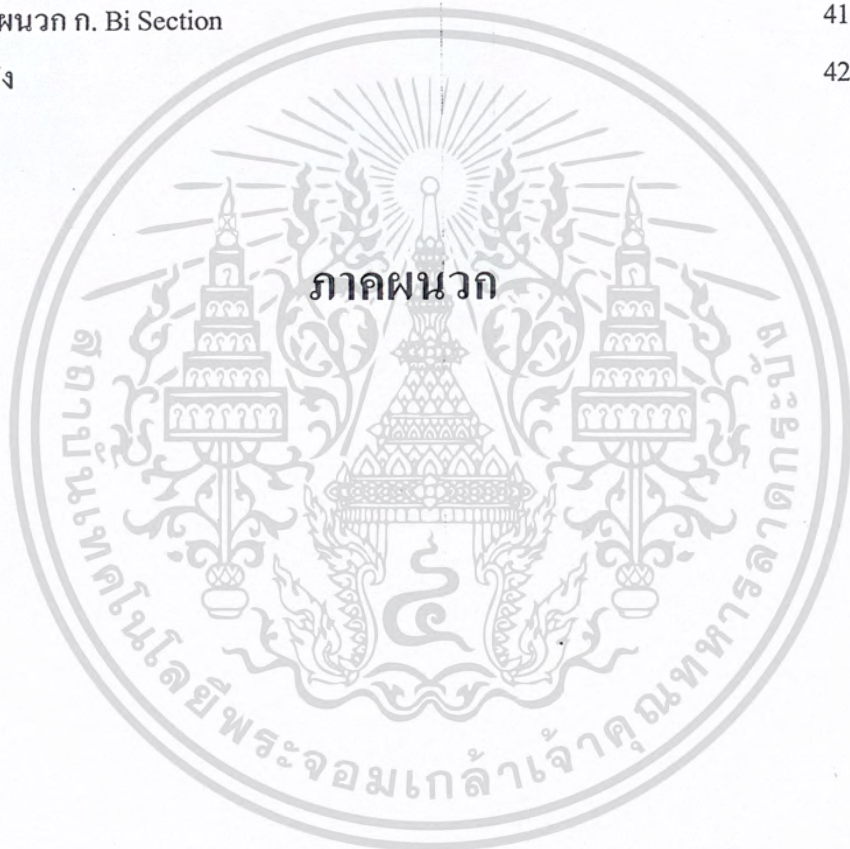 ผนวก ก. Bi Section 41
ง 42
ภาคผนวก
สถาบันเทคโนโลยีพระจอมเกล้าเจ้าคุณทหารลาดกระบัง
๔